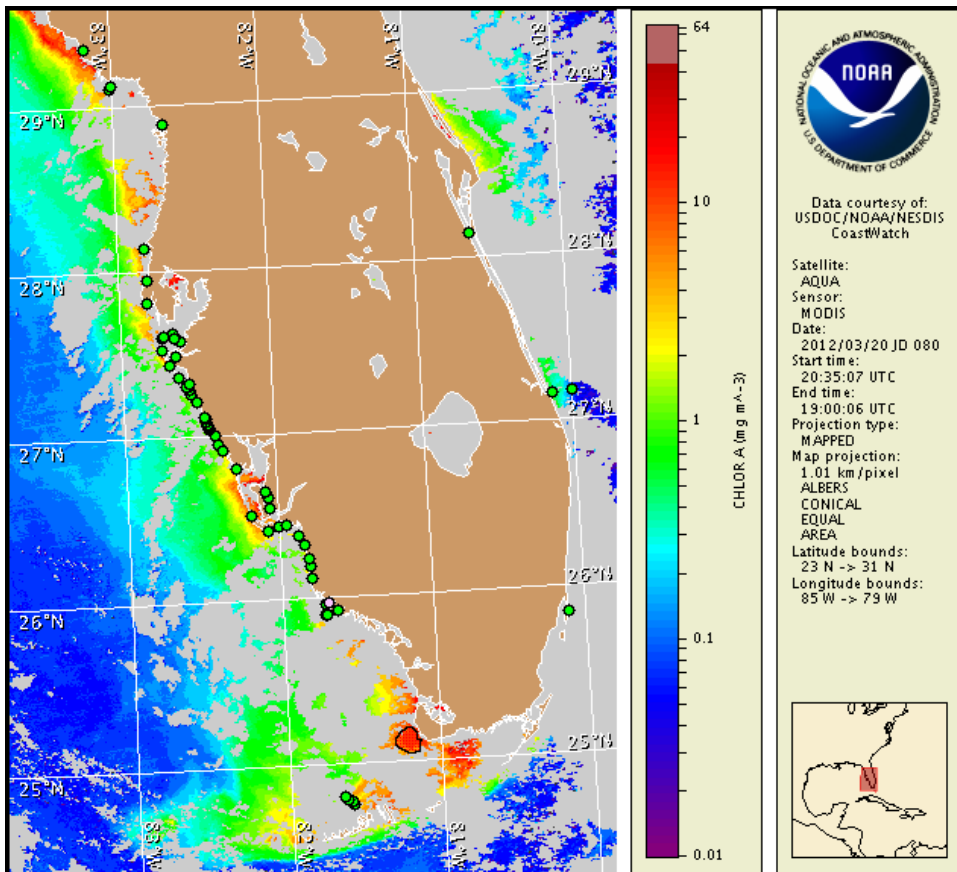 83°W
82°W
81°W
80°W
29°N
29°N
28°N
28°N
27°N
27°N
26°N
26°N
25°N
25°N
83°W
82°W
81°W
64
10
1
0.1
0.01
CHLOR A (mg m^-3)
NATIONAL OCEANIC AND ATMOSPHERIC ADMINISTRATION
NOAA
U.S. DEPARTMENT OF COMMERCE
Data courtesy of:
USDOC/NOAA/NESDIS
CoastWatch
Satellite:
AQUA
Sensor:
MODIS
Date:
2012/03/20 JD 080
Start time:
20:35:07 UTC
End time:
19:00:06 UTC
Projection type:
MAPPED
Map projection:
1.01 km/pixel
ALBERS
CONICAL
EQUAL
AREA
Latitude bounds:
23 N -> 31 N
Longitude bounds:
85 W -> 79 W